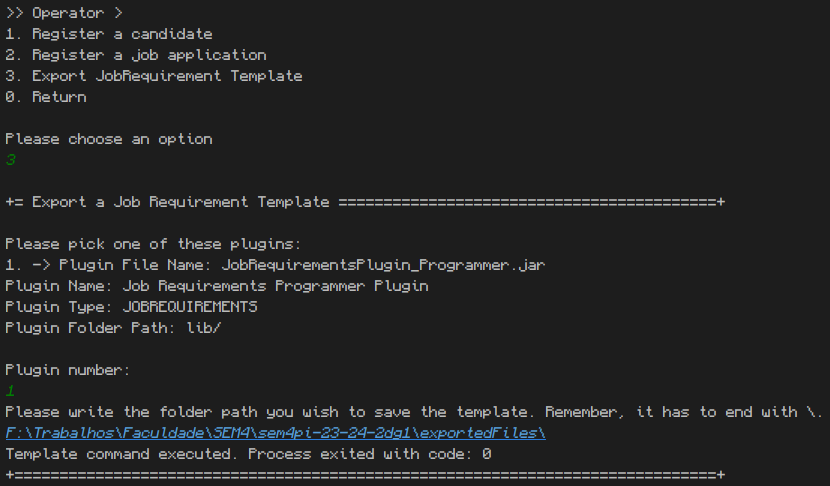 >> Operator >
1. Register a candidate
2. Register a job application
3. Export JobRequirement Template
0. Return
Please choose an option
3
+= Export a Job Requirement Template ==========================================+
Please pick one of these plugins:
1. -> Plugin File Name: JobRequirementsPlugin_Programmer.jar
Plugin Name: Job Requirements Programmer Plugin
Plugin Type: JOBREQUIREMENTS
Plugin Folder Path: lib/
Plugin number:
1
Please write the folder path you wish to save the template. Remember, it has to end with \.
F:\Trabalhos\Faculdade\SEM4\sem4pi-23-24-2dg1\exportedFiles\
Template command executed. Process exited with code: 0
+==============================================================================+